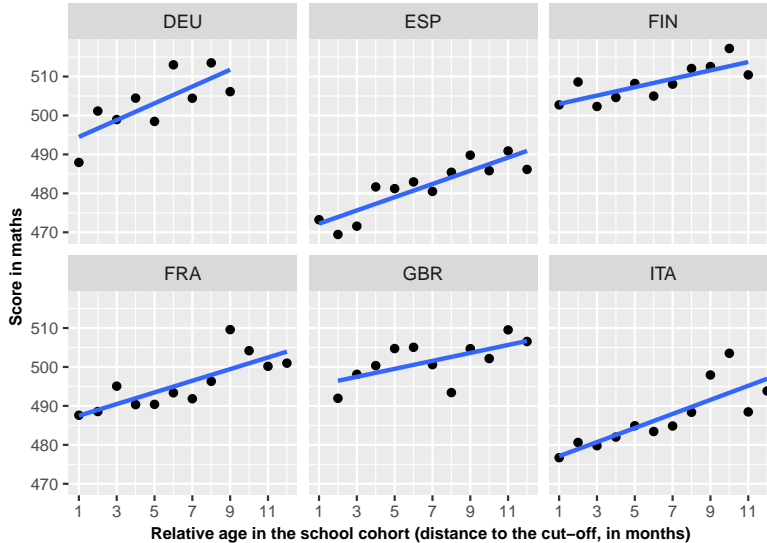 DEU ESP FIN
510
500
490
480
470
FRA GBR ITA
510
500
490
480
470
1 3 5 7 9 11 1 3 5 7 9 11 1 3 5 7 9 11
Score in maths
Relative age in the school cohort (distance to the cut−off, in months)